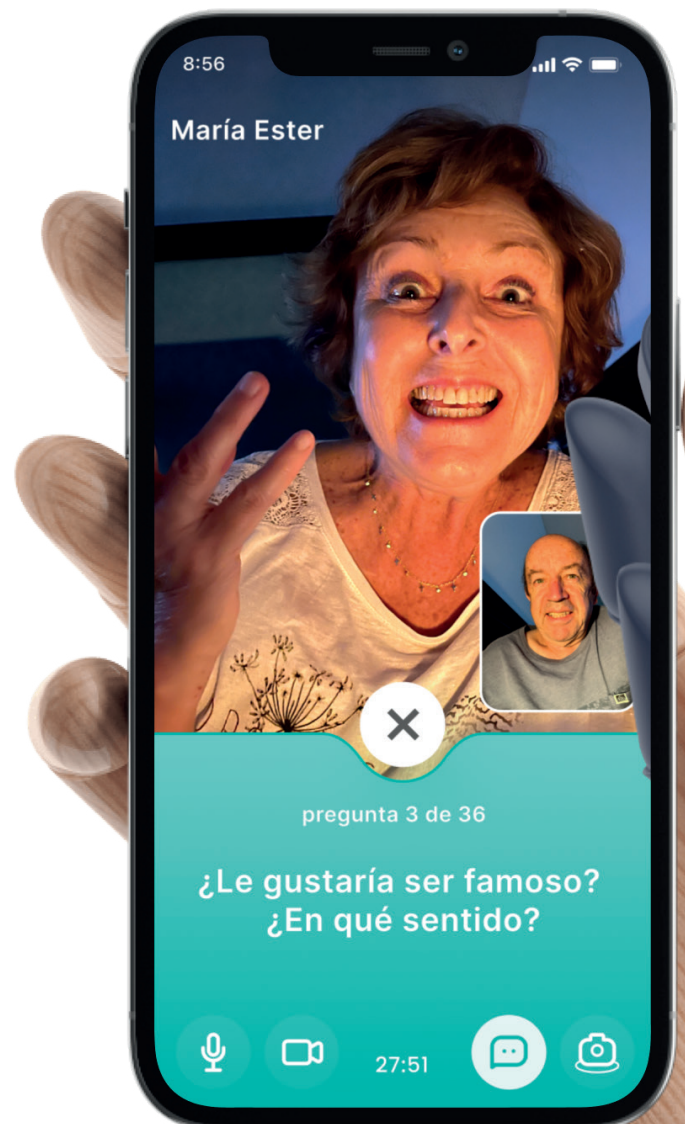 8:56
María Ester
pregunta 3 de 36
¿Le gustaría ser famoso?
¿En qué sentido?
27:51